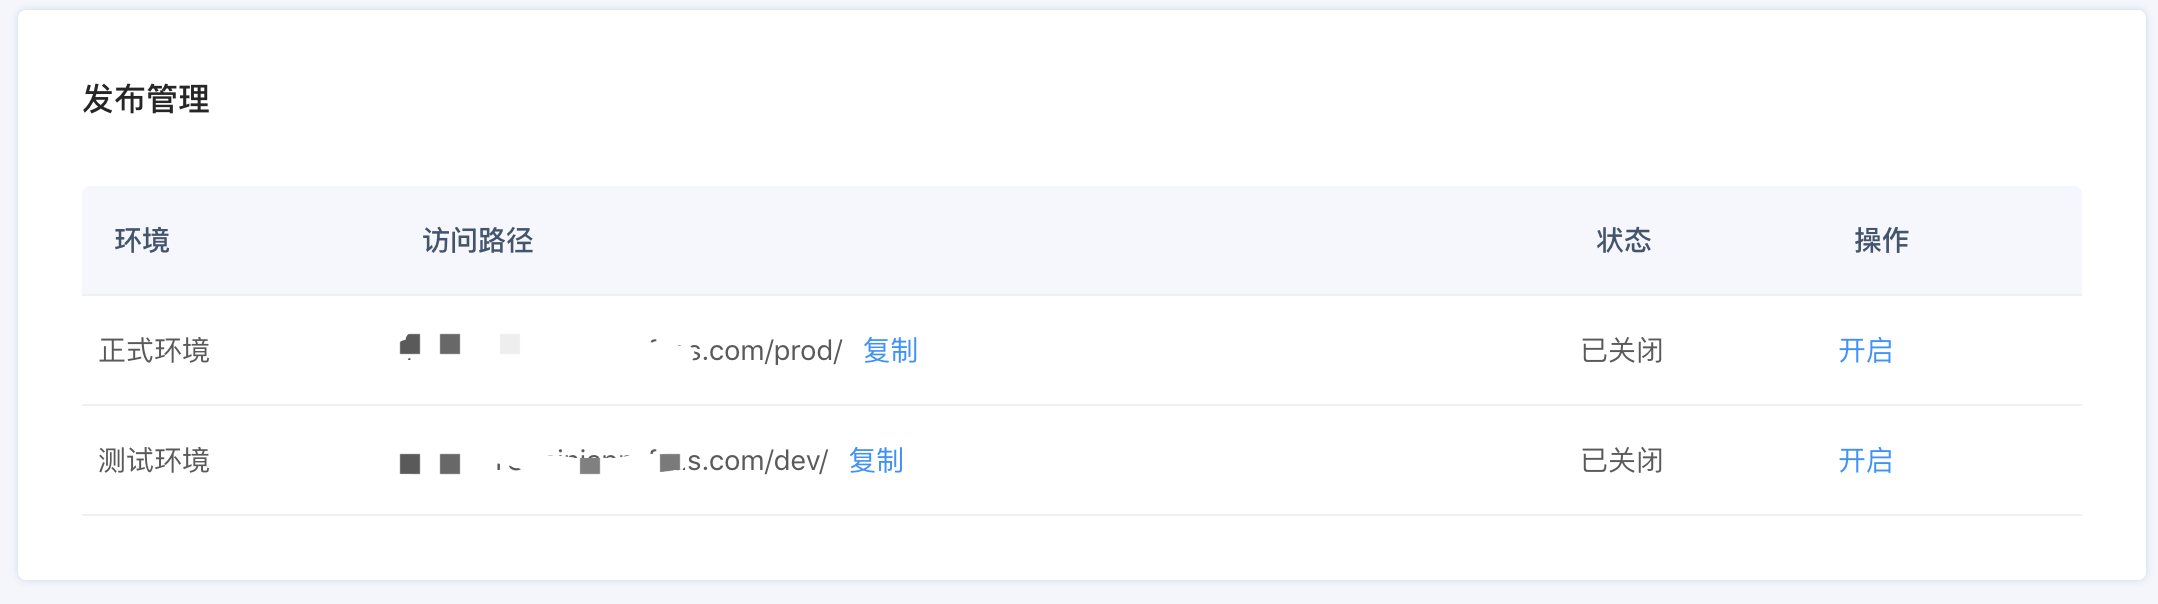 发布管理
环境 访问路径 状态 操作
正式环境 s.com/prod/ 复制 已关闭 开启
测试环境 s.com/dev/ 复制 已关闭 开启